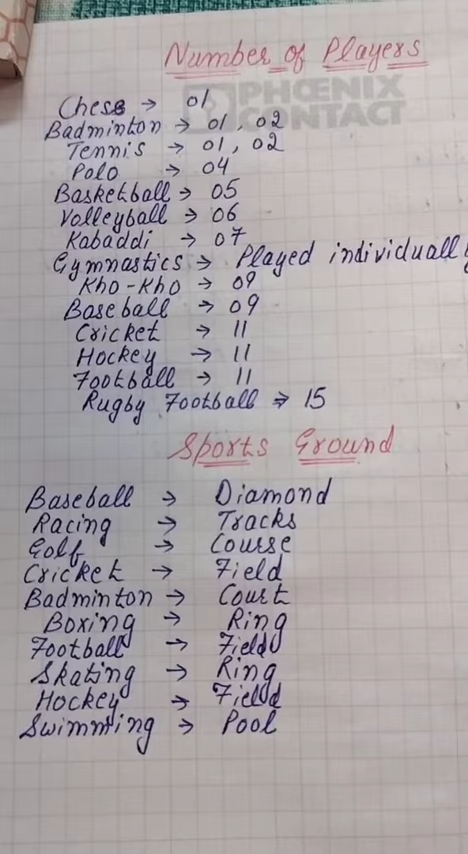 Number of Players
PHOENIX
CONTACT
Chess → 01
Badminton → 01, 02
Tennis → 01, 02
Polo → 04
Basketball → 05
Volleyball → 06
Kabaddi → 07
Gymnastics → Played individually
Kho-Kho → 09
Baseball → 09
Cricket → 11
Hockey → 11
Football → 11
Rugby Football → 15
Sports Ground
Baseball → Diamond
Racing → Tracks
Golf → Course
Cricket → Field
Badminton → Court
Boxing → Ring
Football → Field
Skating → Ring
Hockey → Field
Swimming → Pool